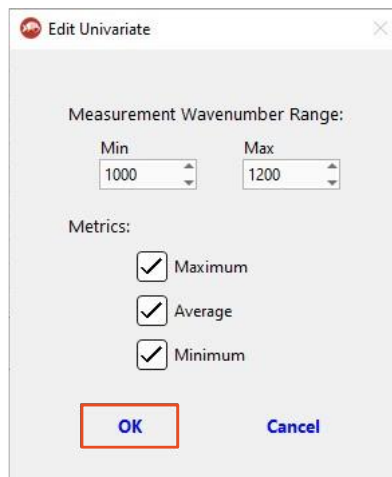 Edit Univariate
Measurement Wavenumber Range:
Min Max
1000 1200
Metrics:
Maximum
Average
Minimum
OK Cancel